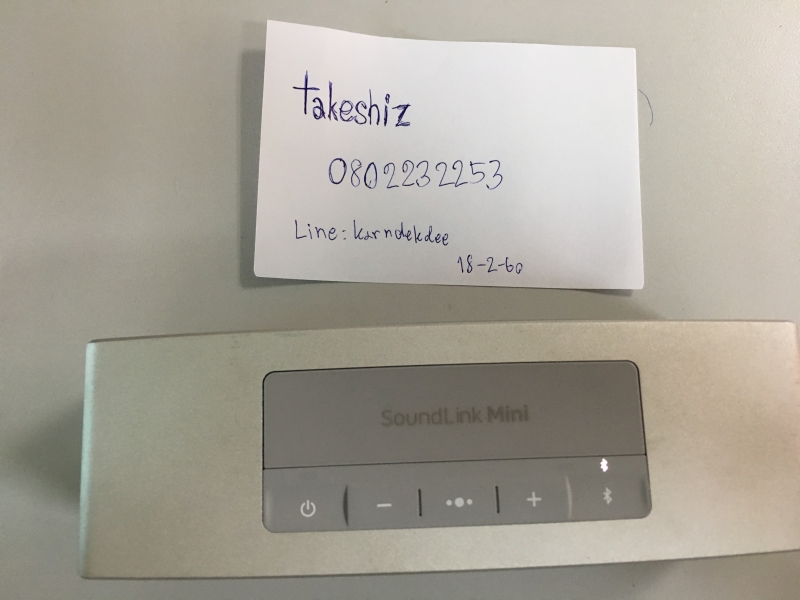 takeshiz
0802232253
Line: karndekdee
18-2-60
SoundLink Mini